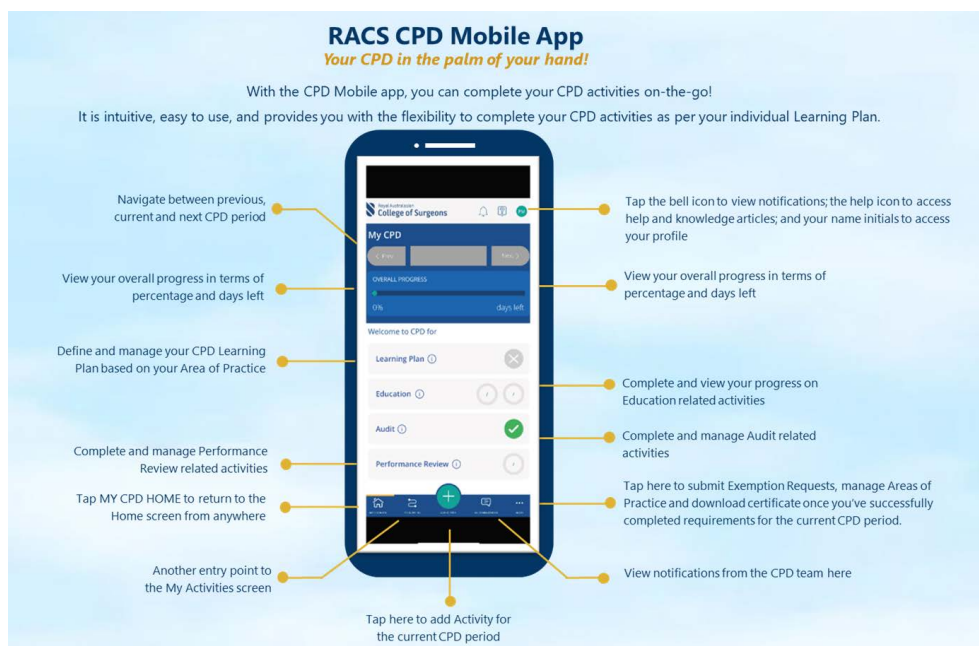 RACS CPD Mobile App
Your CPD in the palm of your hand!
With the CPD Mobile app, you can complete your CPD activities on-the-go!
It is intuitive, easy to use, and provides you with the flexibility to complete your CPD activities as per your individual Learning Plan.
Navigate between previous,
current and next CPD period
View your overall progress in terms of
percentage and days left
Define and manage your CPD Learning
Plan based on your Area of Practice
Complete and manage Performance
Review related activities
Tap MY CPD HOME to return to the
Home screen from anywhere
Another entry point to
the My Activities screen
College of Surgeons
My CPD
OVERALL PROGRESS
0%
days left
Welcome to CPD for
Learning Plan
Education
Audit
Performance Review
Tap here to add Activity for
the current CPD period
Tap the bell icon to view notifications; the help icon to access
help and knowledge articles; and your name initials to access
your profile
View your overall progress in terms of
percentage and days left
Complete and view your progress on
Education related activities
Complete and manage Audit related
activities
Tap here to submit Exemption Requests, manage Areas of
Practice and download certificate once you've successfully
completed requirements for the current CPD period.
View notifications from the CPD team here